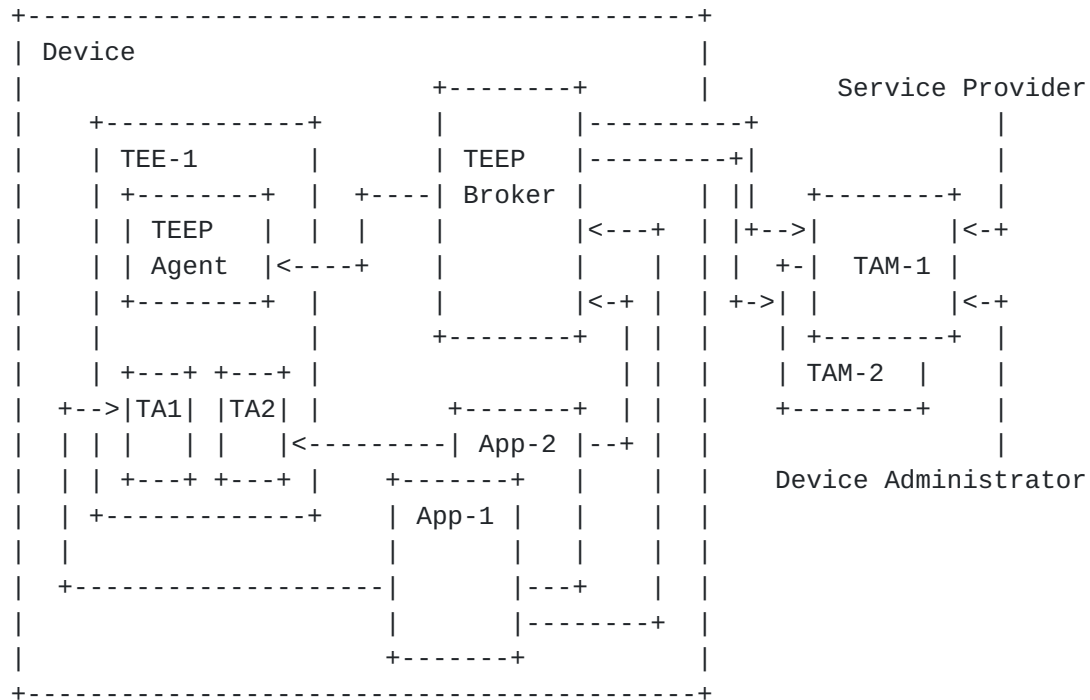 Device
Service Provider
TEE-1
TEEP
Broker
TEEP
Agent
TAM-1
TAM-2
TA1 TA2
App-2
Device Administrator
App-1